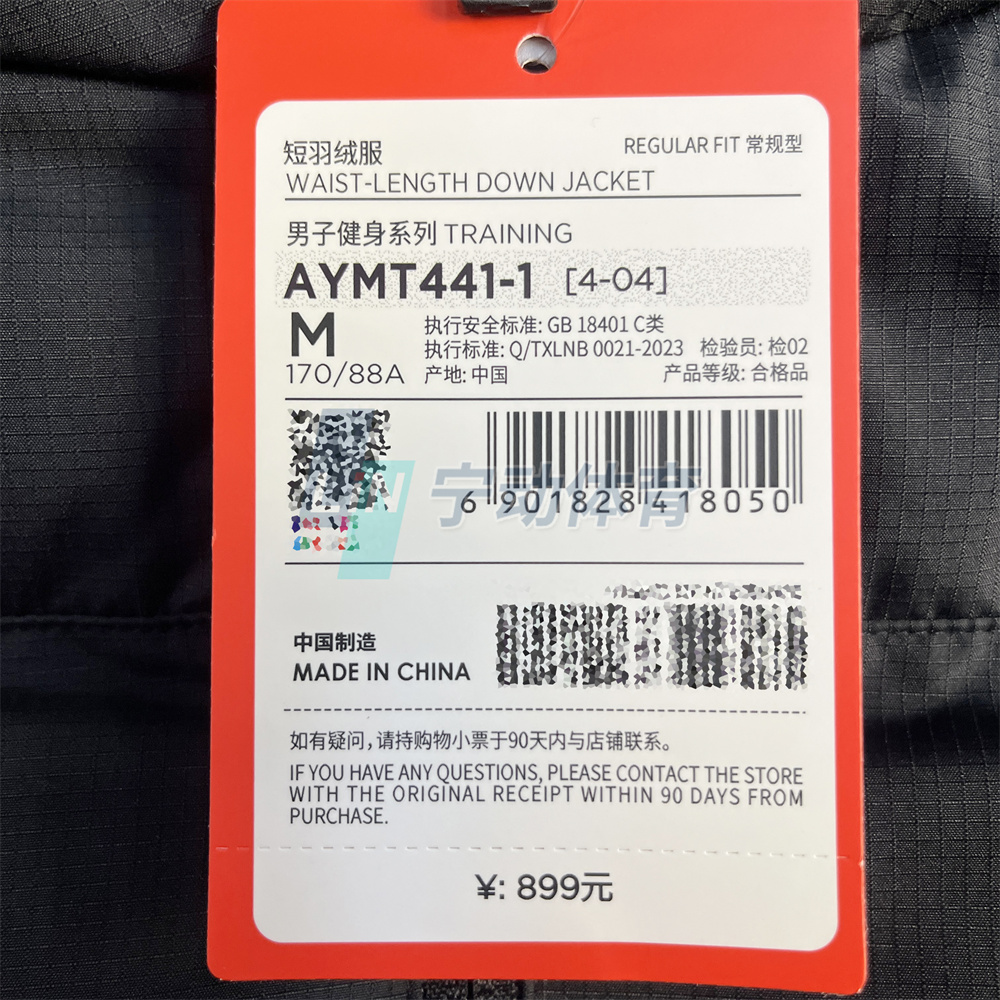 短羽绒服
REGULAR FIT 常规型
WAIST-LENGTH DOWN JACKET
男子健身系列 TRAINING
AYMT441-1 [4-04]
M
170/88A
执行安全标准: GB 18401 C类
执行标准: Q/TXLNB 0021-2023 检验员: 检02
产地: 中国 产品等级: 合格品
宁动体育
6 901828 418050
中国制造
MADE IN CHINA
如有疑问,请持购物小票于90天内与店铺联系。
IF YOU HAVE ANY QUESTIONS, PLEASE CONTACT THE STORE
WITH THE ORIGINAL RECEIPT WITHIN 90 DAYS FROM
PURCHASE.
¥: 899元